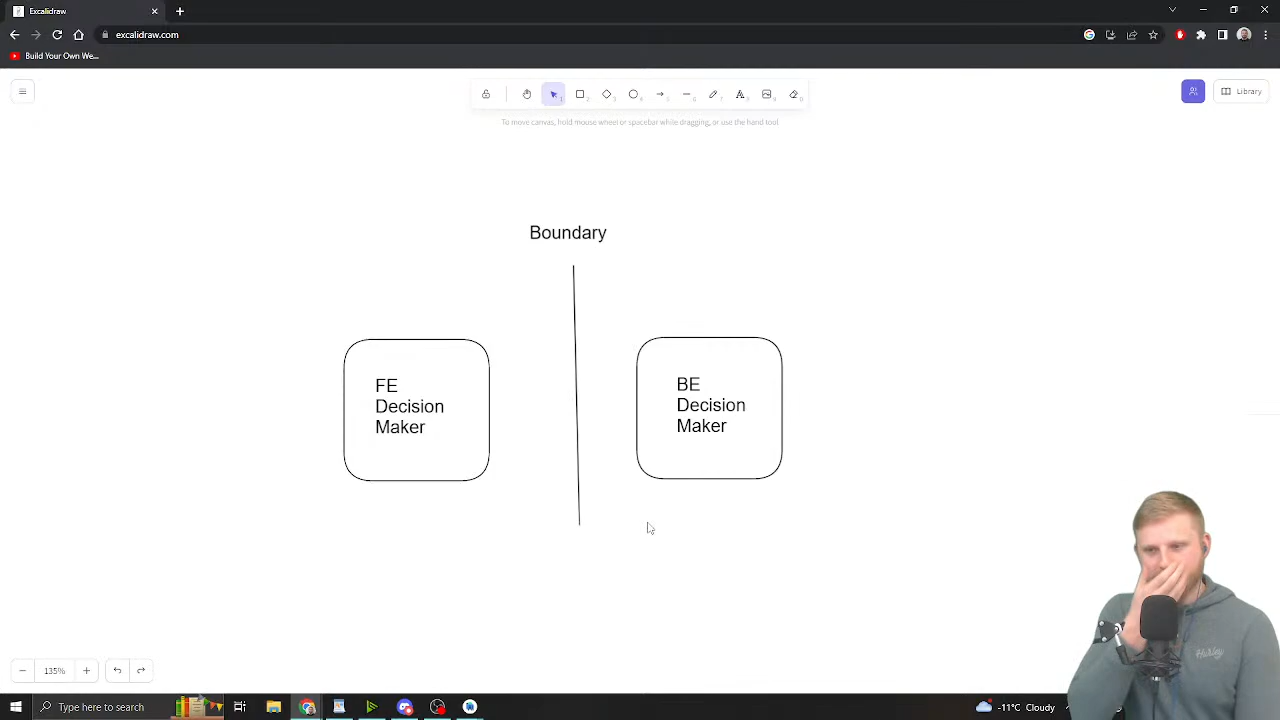 Excalidraw
excalidraw.com
Build Your Own We...
Library
To move canvas, hold mouse wheel or spacebar while dragging, or use the hand tool
Boundary
FE
Decision
Maker
BE
Decision
Maker
135%
Hurley
Type here to search
-11°C Cloudy